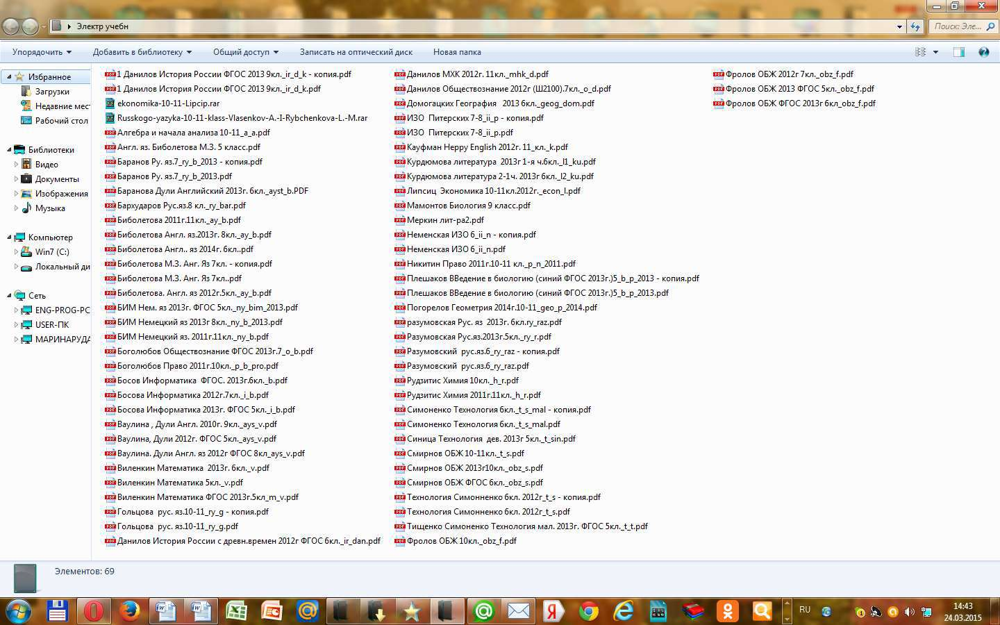 Электр учебн
Поиск: Эле...
Упорядочить
Добавить в библиотеку
Общий доступ
Записать на оптический диск
Новая папка
Избранное
Загрузки
Недавние мест
Рабочий стол
Библиотеки
Видео
Документы
Изображения
Музыка
Компьютер
Win7 (C:)
Локальный ди
Сеть
ENG-PROG-PC
USER-ПК
МАРИНАРУДА
1 Данилов История России ФГОС 2013 9кл._ir_d_k - копия.pdf
1 Данилов История России ФГОС 2013 9кл._ir_d_k.pdf
ekonomika-10-11-Lipcip.rar
Russkogo-yazyka-10-11-klass-Vlasenkov-A.-I-Rybchenkova-L.-M.rar
Алгебра и начала анализа 10-11_a_a.pdf
Англ. яз. Биболетова М.З. 5 класс.pdf
Баранов Ру. яз.7_ry_b_2013 - копия.pdf
Баранов Ру. яз.7_ry_b_2013.pdf
Баранова Дули Английский 2013г. 6кл._ayst_b.PDF
Бархударов Рус.яз.8 кл._ry_bar.pdf
Биболетова 2011г.11кл._ay_b.pdf
Биболетова Англ. яз.2013г. 8кл._ay_b.pdf
Биболетова Англ.. яз 2014г. 6кл..pdf
Биболетова М.З. Анг. Яз 7кл. - копия.pdf
Биболетова М.З. Анг. Яз 7кл..pdf
Биболетова. Англ. яз 2012г.5кл._ay_b.pdf
БИМ Нем. яз 2013г. ФГОС 5кл._ny_bim_2013.pdf
БИМ Немецкий яз 2013г 8кл._ny_b_2013.pdf
БИМ Немецкий яз. 2011г.11кл._ny_b.pdf
Боголюбов Обществознание ФГОС 2013г.7_o_b.pdf
Боголюбов Право 2011г.10кл._p_b_pro.pdf
Босов Информатика  ФГОС. 2013г.6кл._b.pdf
Босова Информатика 2012г.7кл._i_b.pdf
Босова Информатика 2013г. ФГОС 5кл._i_b.pdf
Ваулина , Дули Англ. 2010г. 9кл._ays_v.pdf
Ваулина, Дули 2012г. ФГОС 5кл._ays_v.pdf
Ваулина. Дули Англ. яз 2012г ФГОС 8кл_ays_v.pdf
Виленкин Математика  2013г. 6кл._v.pdf
Виленкин Математика 5кл._v.pdf
Виленкин Математика ФГОС 2013г.5кл_m_v.pdf
Гольцова  рус. яз.10-11_ry_g - копия.pdf
Гольцова  рус. яз.10-11_ry_g.pdf
Данилов История России с древн.времен 2012г ФГОС 6кл._ir_dan.pdf
Данилов МХК 2012г. 11кл._mhk_d.pdf
Данилов Обществознание 2012г (Ш2100).7кл._o_d.pdf
Домогацких География   2013 6кл._geog_dom.pdf
ИЗО  Питерских 7-8_ii_p - копия.pdf
ИЗО  Питерских 7-8_ii_p.pdf
Кауфман Heppy English 2012г. 11_кл._k.pdf
Курдюмова литература  2013г 1-я ч.6кл._l1_ku.pdf
Курдюмова литература 2-1ч. 2013г 6кл._l2_ku.pdf
Липсиц  Экономика 10-11кл.2012г._econ_l.pdf
Мамонтов Биология 9 класс.pdf
Меркин лит-ра2.pdf
Неменская ИЗО 6_ii_n - копия.pdf
Неменская ИЗО 6_ii_n.pdf
Никитин Право 2011г.10-11 кл._p_n_2011.pdf
Плешаков ВВедение в биологию (синий ФГОС 2013г.)5_b_p_2013 - копия.pdf
Плешаков ВВедение в биологию (синий ФГОС 2013г.)5_b_p_2013.pdf
Погорелов Геометрия 2014г.10-11_geo_p_2014.pdf
разумовская Рус. яз  2013г. 6кл.ry_raz.pdf
Разумовская Рус.яз.2013г.5кл._ry_r.pdf
Разумовский  рус.яз.6_ry_raz - копия.pdf
Разумовский  рус.яз.6_ry_raz.pdf
Рудзитис Химия 10кл._h_r.pdf
Рудзитис Химия 2011г.11кл._h_r.pdf
Симоненко Технология 6кл._t_s_mal - копия.pdf
Симоненко Технология 6кл._t_s_mal.pdf
Синица Технология  дев. 2013г 5кл._t_sin.pdf
Смирнов ОБЖ 10-11кл._t_s.pdf
Смирнов ОБЖ 2013г10кл._obz_s.pdf
Смирнов ОБЖ ФГОС 6кл._obz_s.pdf
Технология Симонненко 6кл. 2012г_t_s - копия.pdf
Технология Симонненко 6кл. 2012г_t_s.pdf
Тищенко Симоненко Технология мал. 2013г. ФГОС 5кл._t_t.pdf
Фролов ОБЖ 10кл._obz_f.pdf
Фролов ОБЖ 2012г 7кл._obz_f.pdf
Фролов ОБЖ 2013 ФГОС 5кл._obz_f.pdf
Фролов ОБЖ ФГОС 2013г 6кл_obz_f.pdf
Элементов: 69
RU
14:43
24.03.2015